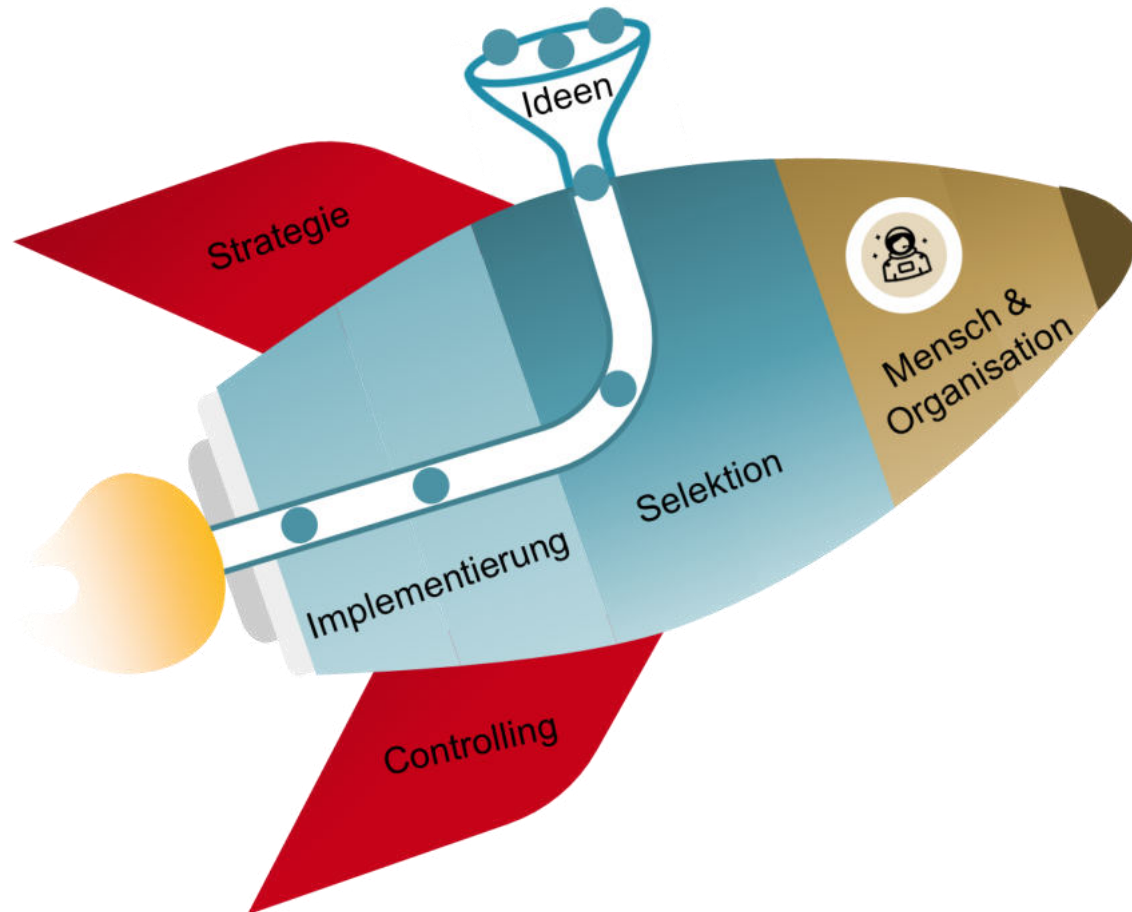 Ideen
Strategie
Mensch &
Organisation
Selektion
Implementierung
Controlling